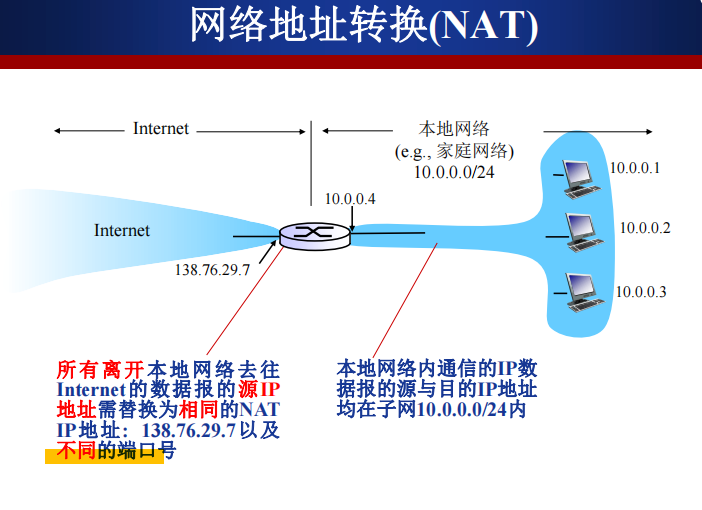 网络地址转换(NAT)
Internet
本地网络
(e.g., 家庭网络)
10.0.0.0/24
10.0.0.1
10.0.0.4
Internet
10.0.0.2
138.76.29.7
10.0.0.3
所有离开本地网络去往
Internet的数据报的源IP
地址需替换为相同的NAT
IP地址：138.76.29.7以及
不同的端口号
本地网络内通信的IP数
据报的源与目的IP地址
均在子网10.0.0.0/24内